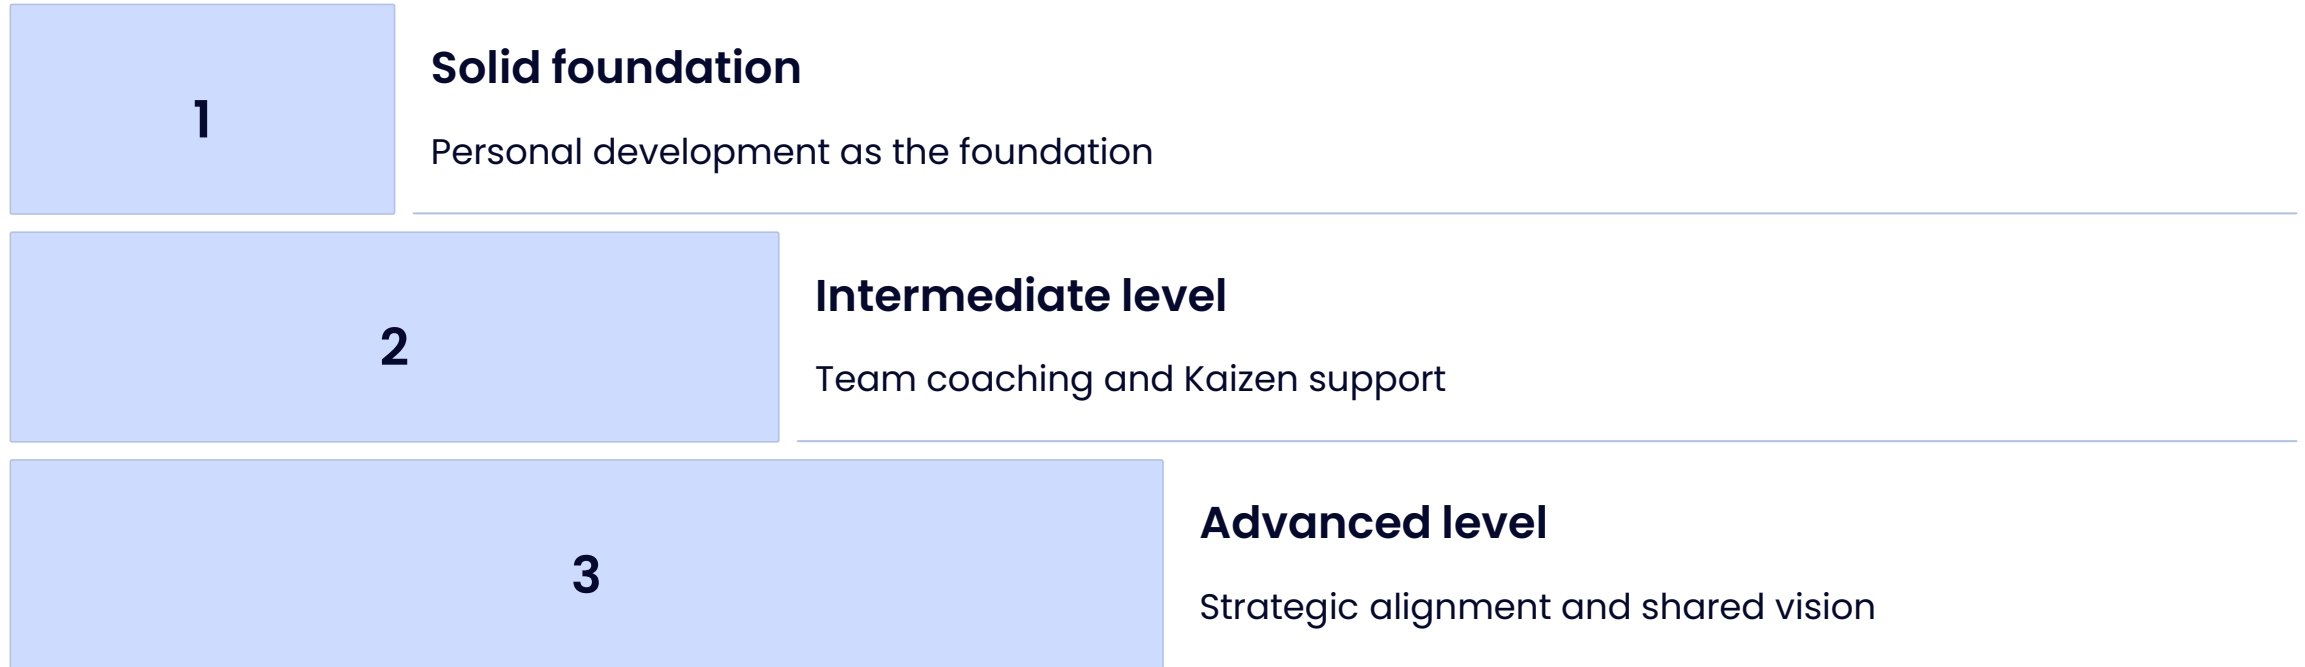 1
Solid foundation
Personal development as the foundation
2
Intermediate level
Team coaching and Kaizen support
3
Advanced level
Strategic alignment and shared vision